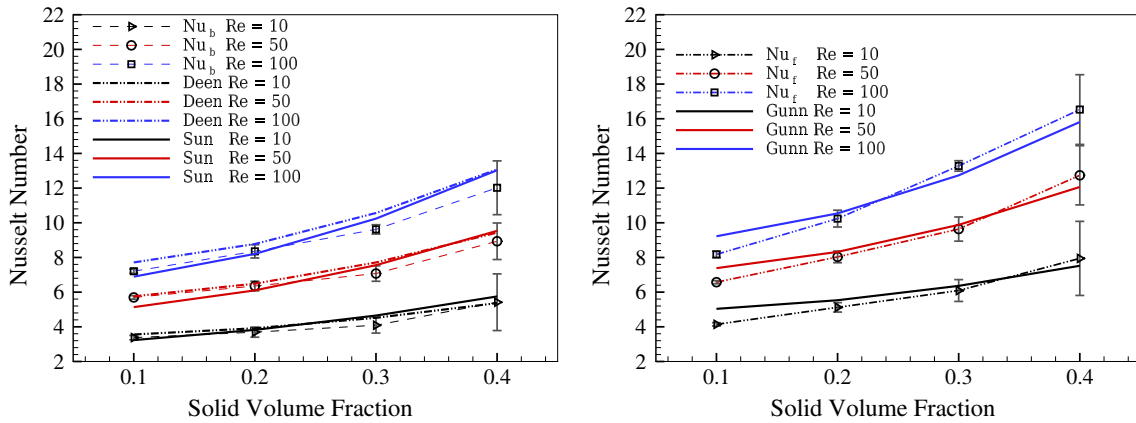 22
20
18
16
14
12
10
8
6
4
2
Nusselt Number
Nu_b Re = 10
Nu_b Re = 50
Nu_b Re = 100
Deen Re = 10
Deen Re = 50
Deen Re = 100
Sun Re = 10
Sun Re = 50
Sun Re = 100
0.1 0.2 0.3 0.4
Solid Volume Fraction
22
20
18
16
14
12
10
8
6
4
2
Nusselt Number
Nu_f Re = 10
Nu_f Re = 50
Nu_f Re = 100
Gunn Re = 10
Gunn Re = 50
Gunn Re = 100
0.1 0.2 0.3 0.4
Solid Volume Fraction